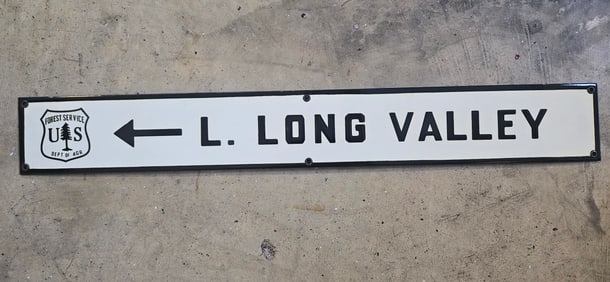 FOREST SERVICE
U S
DEPT OF AGR
L. LONG VALLEY